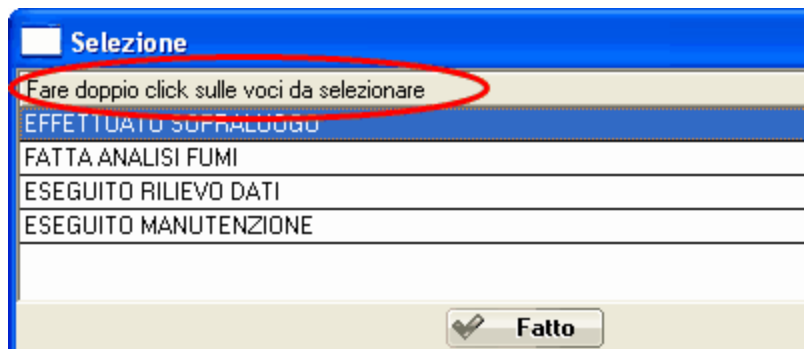 Selezione
Fare doppio click sulle voci da selezionare
EFFETTUATO SOPRALUOGO
FATTA ANALISI FUMI
ESEGUITO RILIEVO DATI
ESEGUITO MANUTENZIONE
Fatto